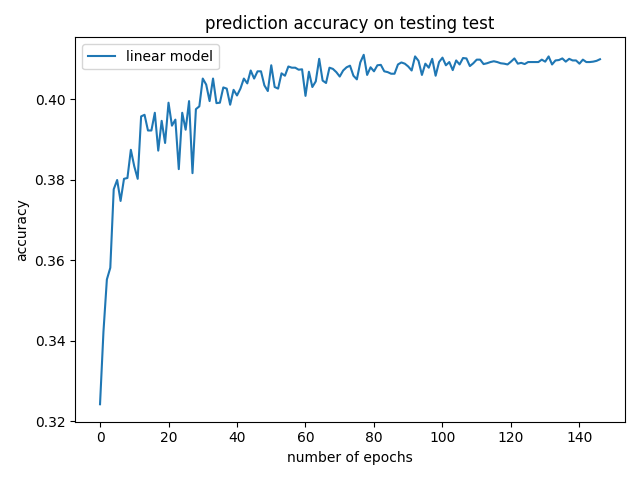 prediction accuracy on testing test
linear model
accuracy
0.40
0.38
0.36
0.34
0.32
0 20 40 60 80 100 120 140
number of epochs